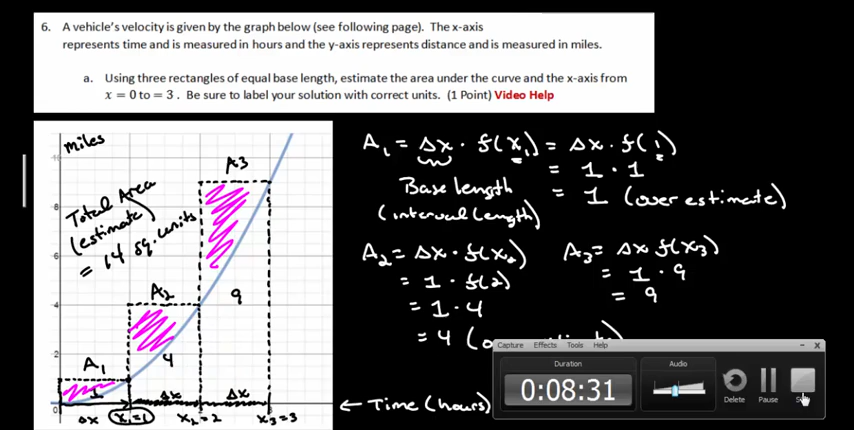 6. A vehicle's velocity is given by the graph below (see following page). The x-axis
represents time and is measured in hours and the y-axis represents distance and is measured in miles.
a. Using three rectangles of equal base length, estimate the area under the curve and the x-axis from
x = 0 to = 3 . Be sure to label your solution with correct units. (1 Point) Video Help
miles
10
8
6
4
2
0
Total Area
(estimate)
= 14 sq. units
A3
A2
A1
9
4
1
Δx
Δx
Δx
x₁=1
x₂=2
x₃=3
← Time (hours)
A₁ = Δx · f(x₁) = Δx · f(1)
= 1 · 1
= 1 (over estimate)
Base length
(interval length)
A₂ = Δx · f(x₂)
= 1 · f(2)
= 1 · 4
= 4
A₃ = Δx f(x₃)
= 1 · 9
= 9
Capture Effects Tools Help
Duration
0:08:31
Audio
Delete
Pause